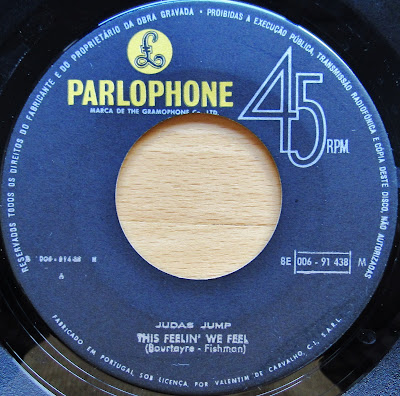 RESERVADOS TODOS OS DIREITOS DO FABRICANTE E DO PROPRIETÁRIO DA OBRA GRAVADA • PROIBIDAS A EXECUÇÃO PÚBLICA, TRANSMISSÃO RADIOFÓNICA E CÓPIA DESTE DISCO, NÃO AUTORIZADAS
£
PARLOPHONE
MARCA DE THE GRAMOPHONE Co. LTD.
45
RPM
8E 006-91 438 M
A
JUDAS JUMP
THIS FEELIN' WE FEEL
(Bourtayre - Fishman)
FABRICADO EM PORTUGAL, SOB LICENÇA, POR VALENTIM DE CARVALHO, C.I., S.A.R.L.